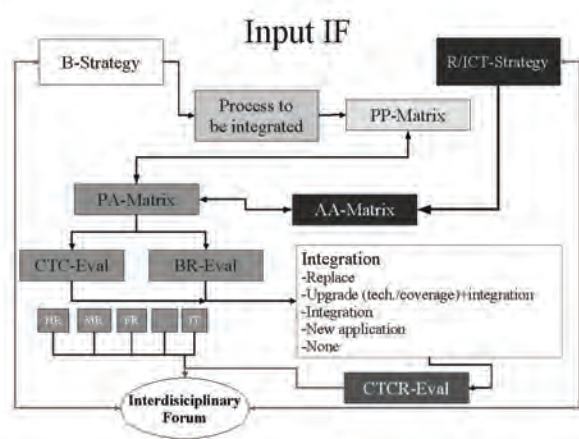 Input IF
B-Strategy
R/ICT-Strategy
Process to
be integrated
PP-Matrix
PA-Matrix
AA-Matrix
CTC-Eval
BR-Eval
Integration
-Replace
-Upgrade (tech./coverage)+integration
-Integration
-New application
-None
HR
MR
FR
IT
CTCR-Eval
Interdisiciplinary
Forum